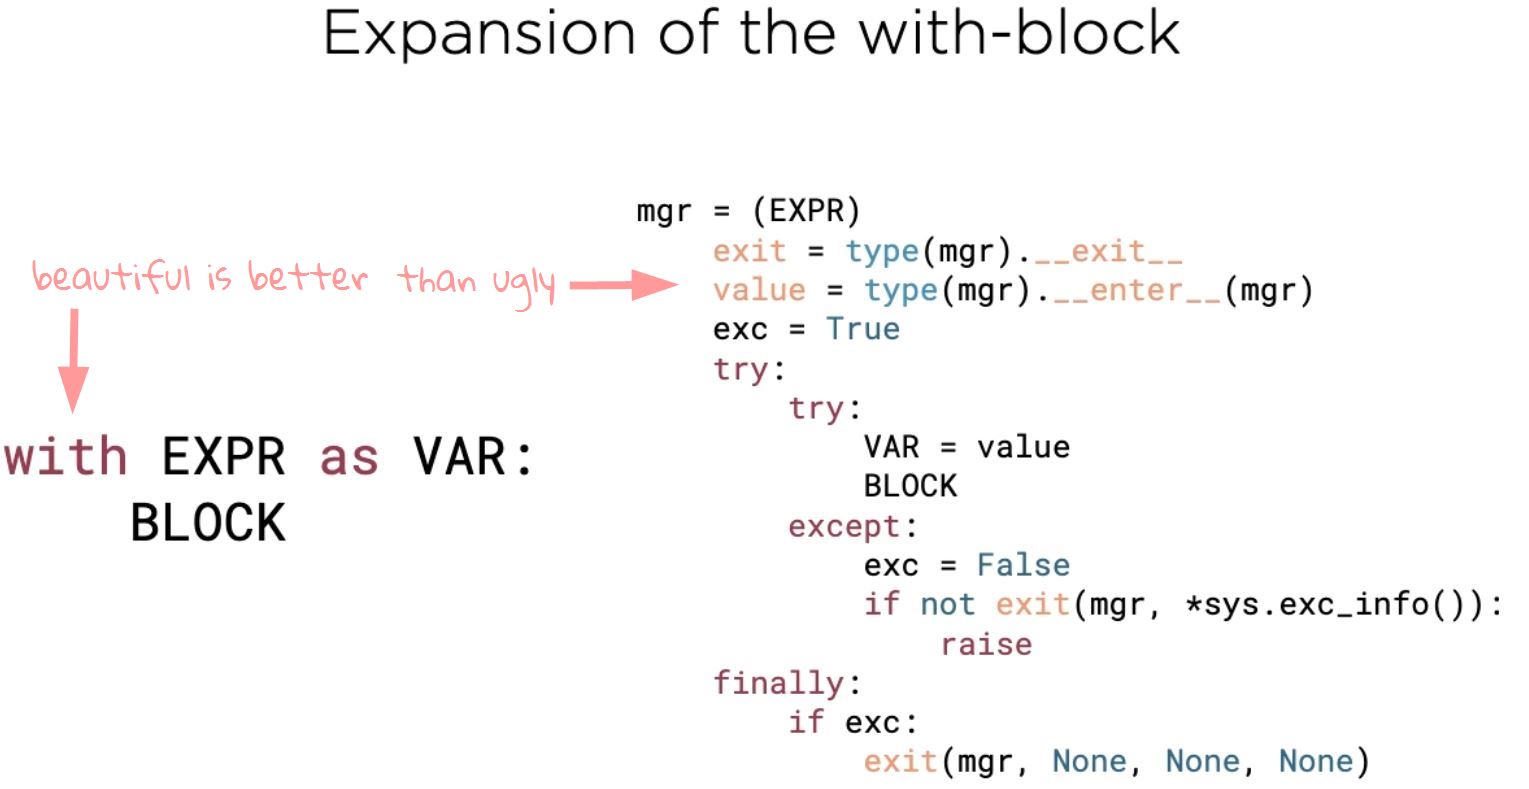 Expansion of the with-block
beautiful is better than ugly
with EXPR as VAR:
    BLOCK
mgr = (EXPR)
    exit = type(mgr).__exit__
    value = type(mgr).__enter__(mgr)
    exc = True
    try:
        try:
            VAR = value
            BLOCK
        except:
            exc = False
            if not exit(mgr, *sys.exc_info()):
                raise
    finally:
        if exc:
            exit(mgr, None, None, None)